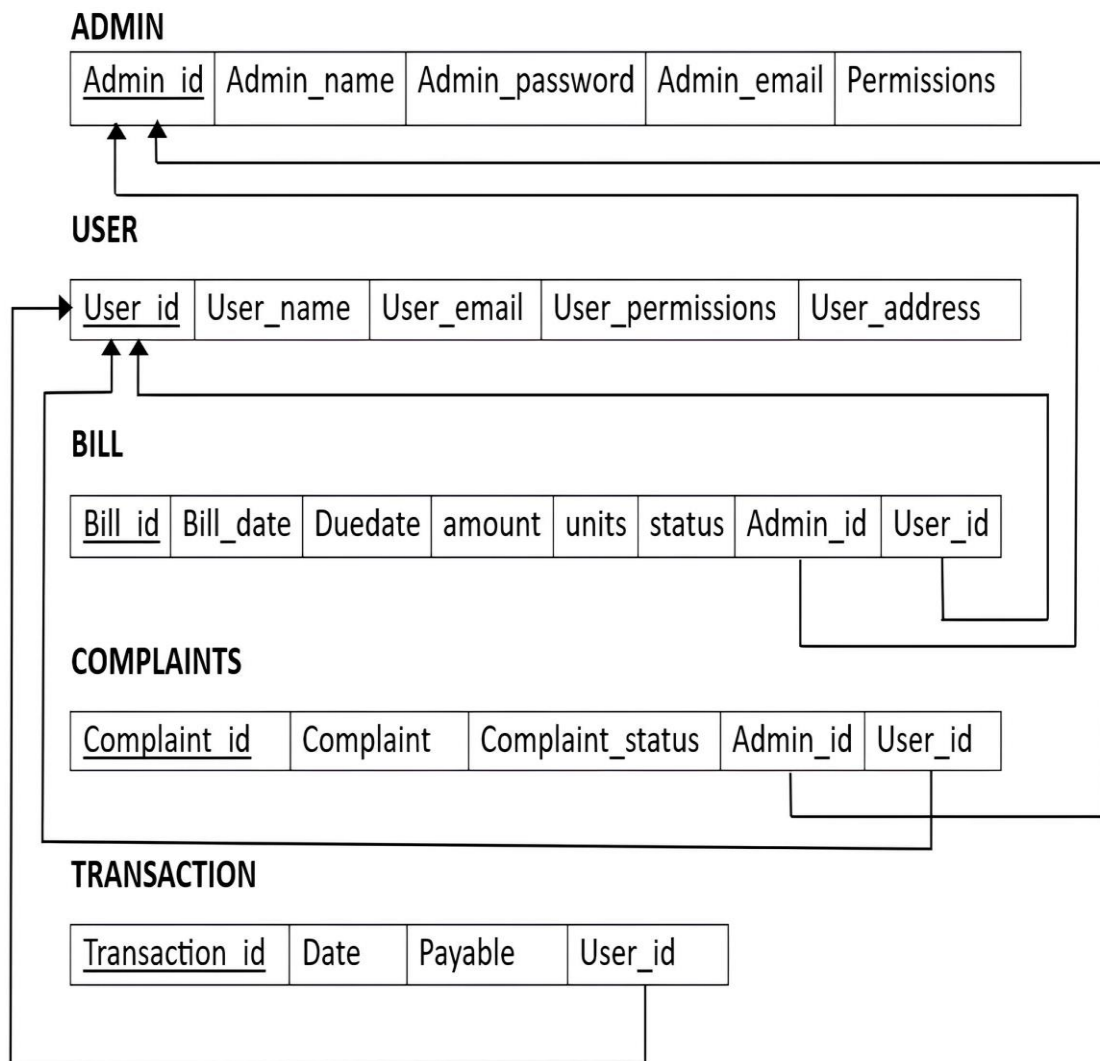 ADMIN
Admin_id Admin_name Admin_password Admin_email Permissions
USER
User_id User_name User_email User_permissions User_address
BILL
Bill_id Bill_date Duedate amount units status Admin_id User_id
COMPLAINTS
Complaint_id Complaint Complaint_status Admin_id User_id
TRANSACTION
Transaction_id Date Payable User_id